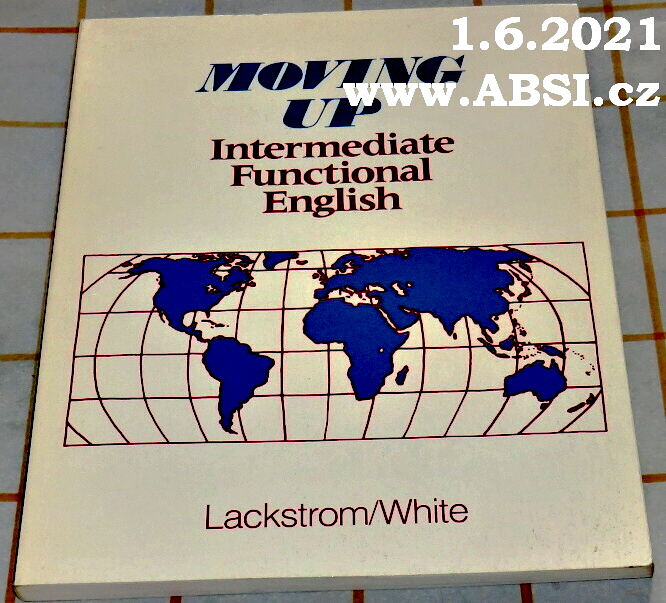 1.6.2021
www.ABSI.cz
MOVING
UP
Intermediate
Functional
English
Lackstrom/White